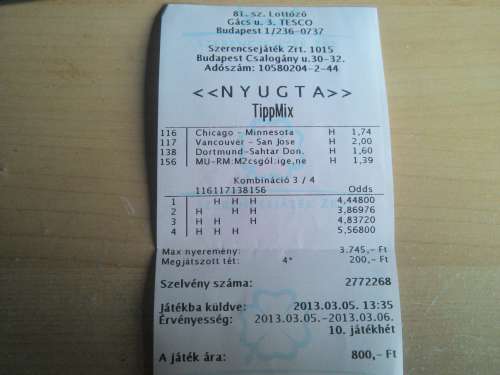 81. sz. Lottózó
Gács u. 3. TESCO
Budapest 1/236-0737
Szerencsejáték Zrt. 1015
Budapest Csalogány u.30-32.
Adószám: 10580204-2-44
<<NYUGTA>>
TippMix
116 Chicago - Minnesota H 1,74
117 Vancouver - San Jose H 2,00
138 Dortmund-Sahtar Don. H 1,60
156 MU-RM:M2csgól:ige,ne H 1,39
Kombináció 3 / 4
116117138156 Odds
1 H H H 4,44800
2 H H H 3,86976
3 H H H 4,83720
4 H H H 5,56800
Max nyeremény: 3.745,- Ft
Megjátszott tét: 4* 200,- Ft
Szelvény száma: 2772268
Játékba küldve: 2013.03.05. 13:35
Érvényesség: 2013.03.05.-2013.03.06.
10. játékhét
A játék ára: 800,- Ft